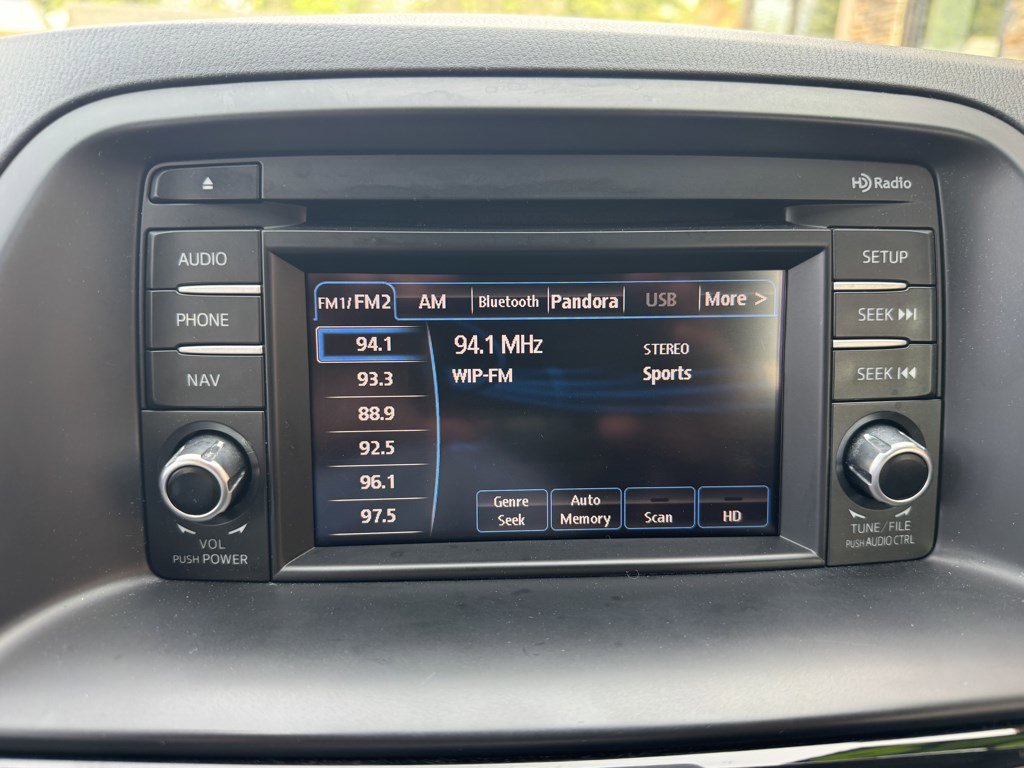 HD Radio
AUDIO
PHONE
NAV
VOL
PUSH POWER
FM1/FM2
AM
Bluetooth
Pandora
USB
More >
94.1
93.3
88.9
92.5
96.1
97.5
94.1 MHz
STEREO
WIP-FM
Sports
Genre
Seek
Auto
Memory
Scan
HD
SETUP
SEEK
SEEK
TUNE/FILE
PUSH AUDIO CTRL